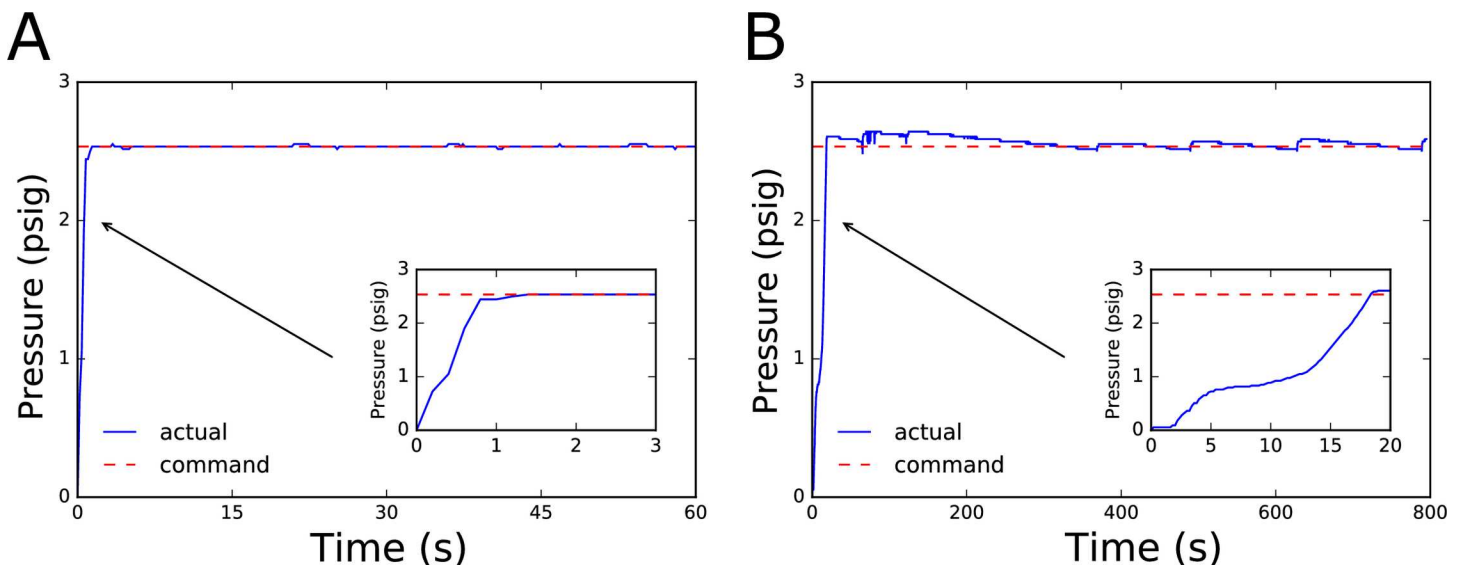 A
3
2
1
0
Pressure (psig)
0 15 30 45 60
Time (s)
actual
command
3
2
1
0
Pressure (psig)
0 1 2 3
B
3
2
1
0
Pressure (psig)
0 200 400 600 800
Time (s)
actual
command
3
2
1
0
Pressure (psig)
0 5 10 15 20